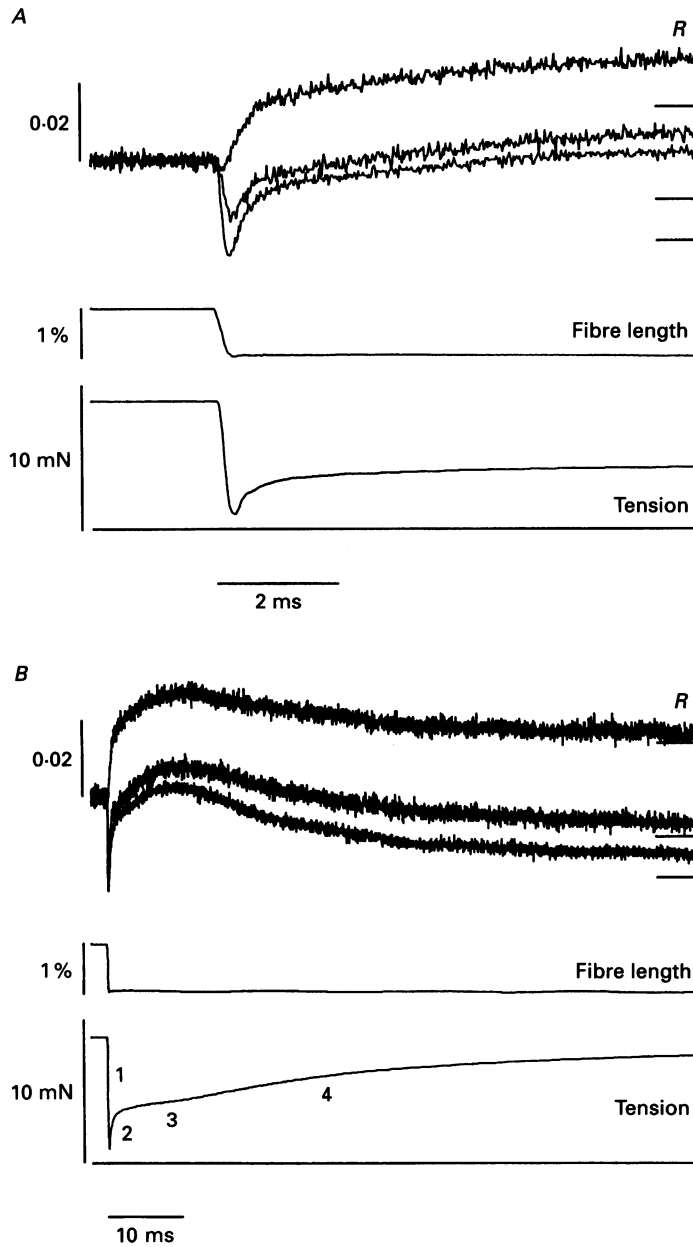 A
R
0·02
1 %
Fibre length
10 mN
Tension
2 ms
B
R
0·02
1 %
Fibre length
10 mN
1
2
3
4
Tension
10 ms